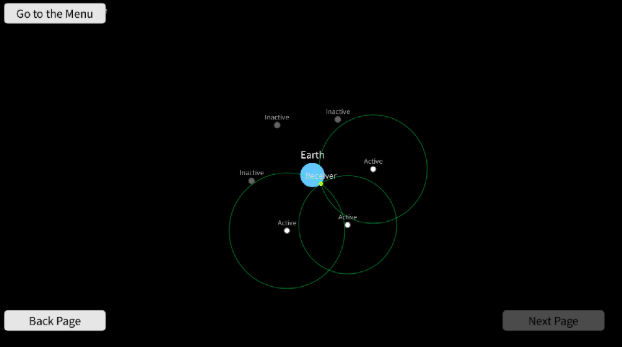 Go to the Menu
Inactive
Inactive
Active
Earth
Receiver
Inactive
Active
Active
Back Page
Next Page